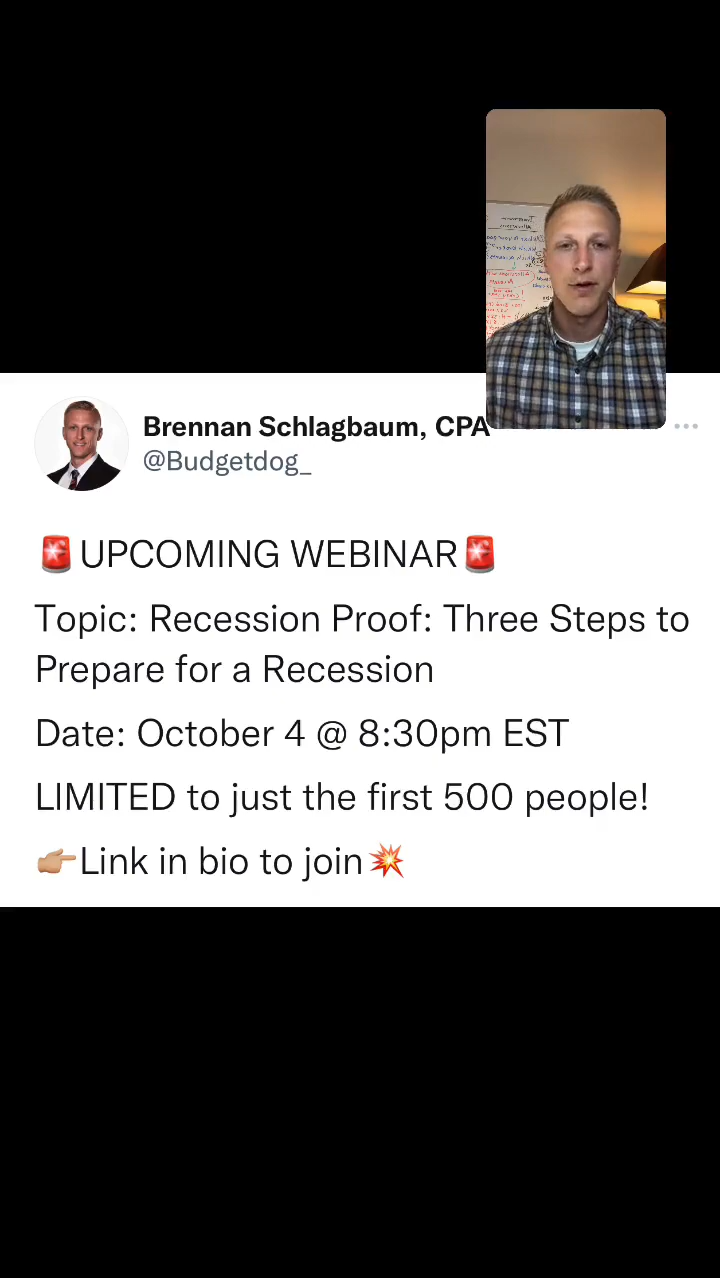 Brennan Schlagbaum, CPA
@Budgetdog_
🚨UPCOMING WEBINAR🚨
Topic: Recession Proof: Three Steps to
Prepare for a Recession
Date: October 4 @ 8:30pm EST
LIMITED to just the first 500 people!
👉🏼Link in bio to join💥